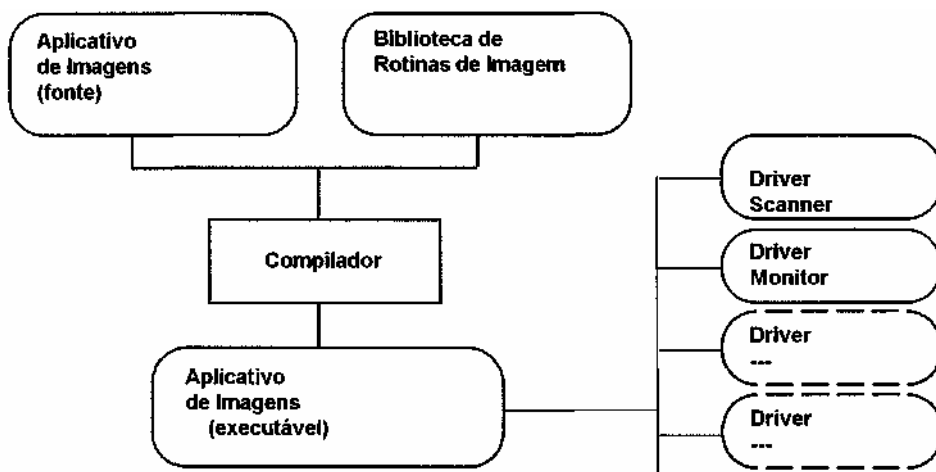 Aplicativo
de Imagens
(fonte)
Biblioteca de
Rotinas de Imagem
Compilador
Aplicativo
de Imagens
(executável)
Driver
Scanner
Driver
Monitor
Driver
---
Driver
---